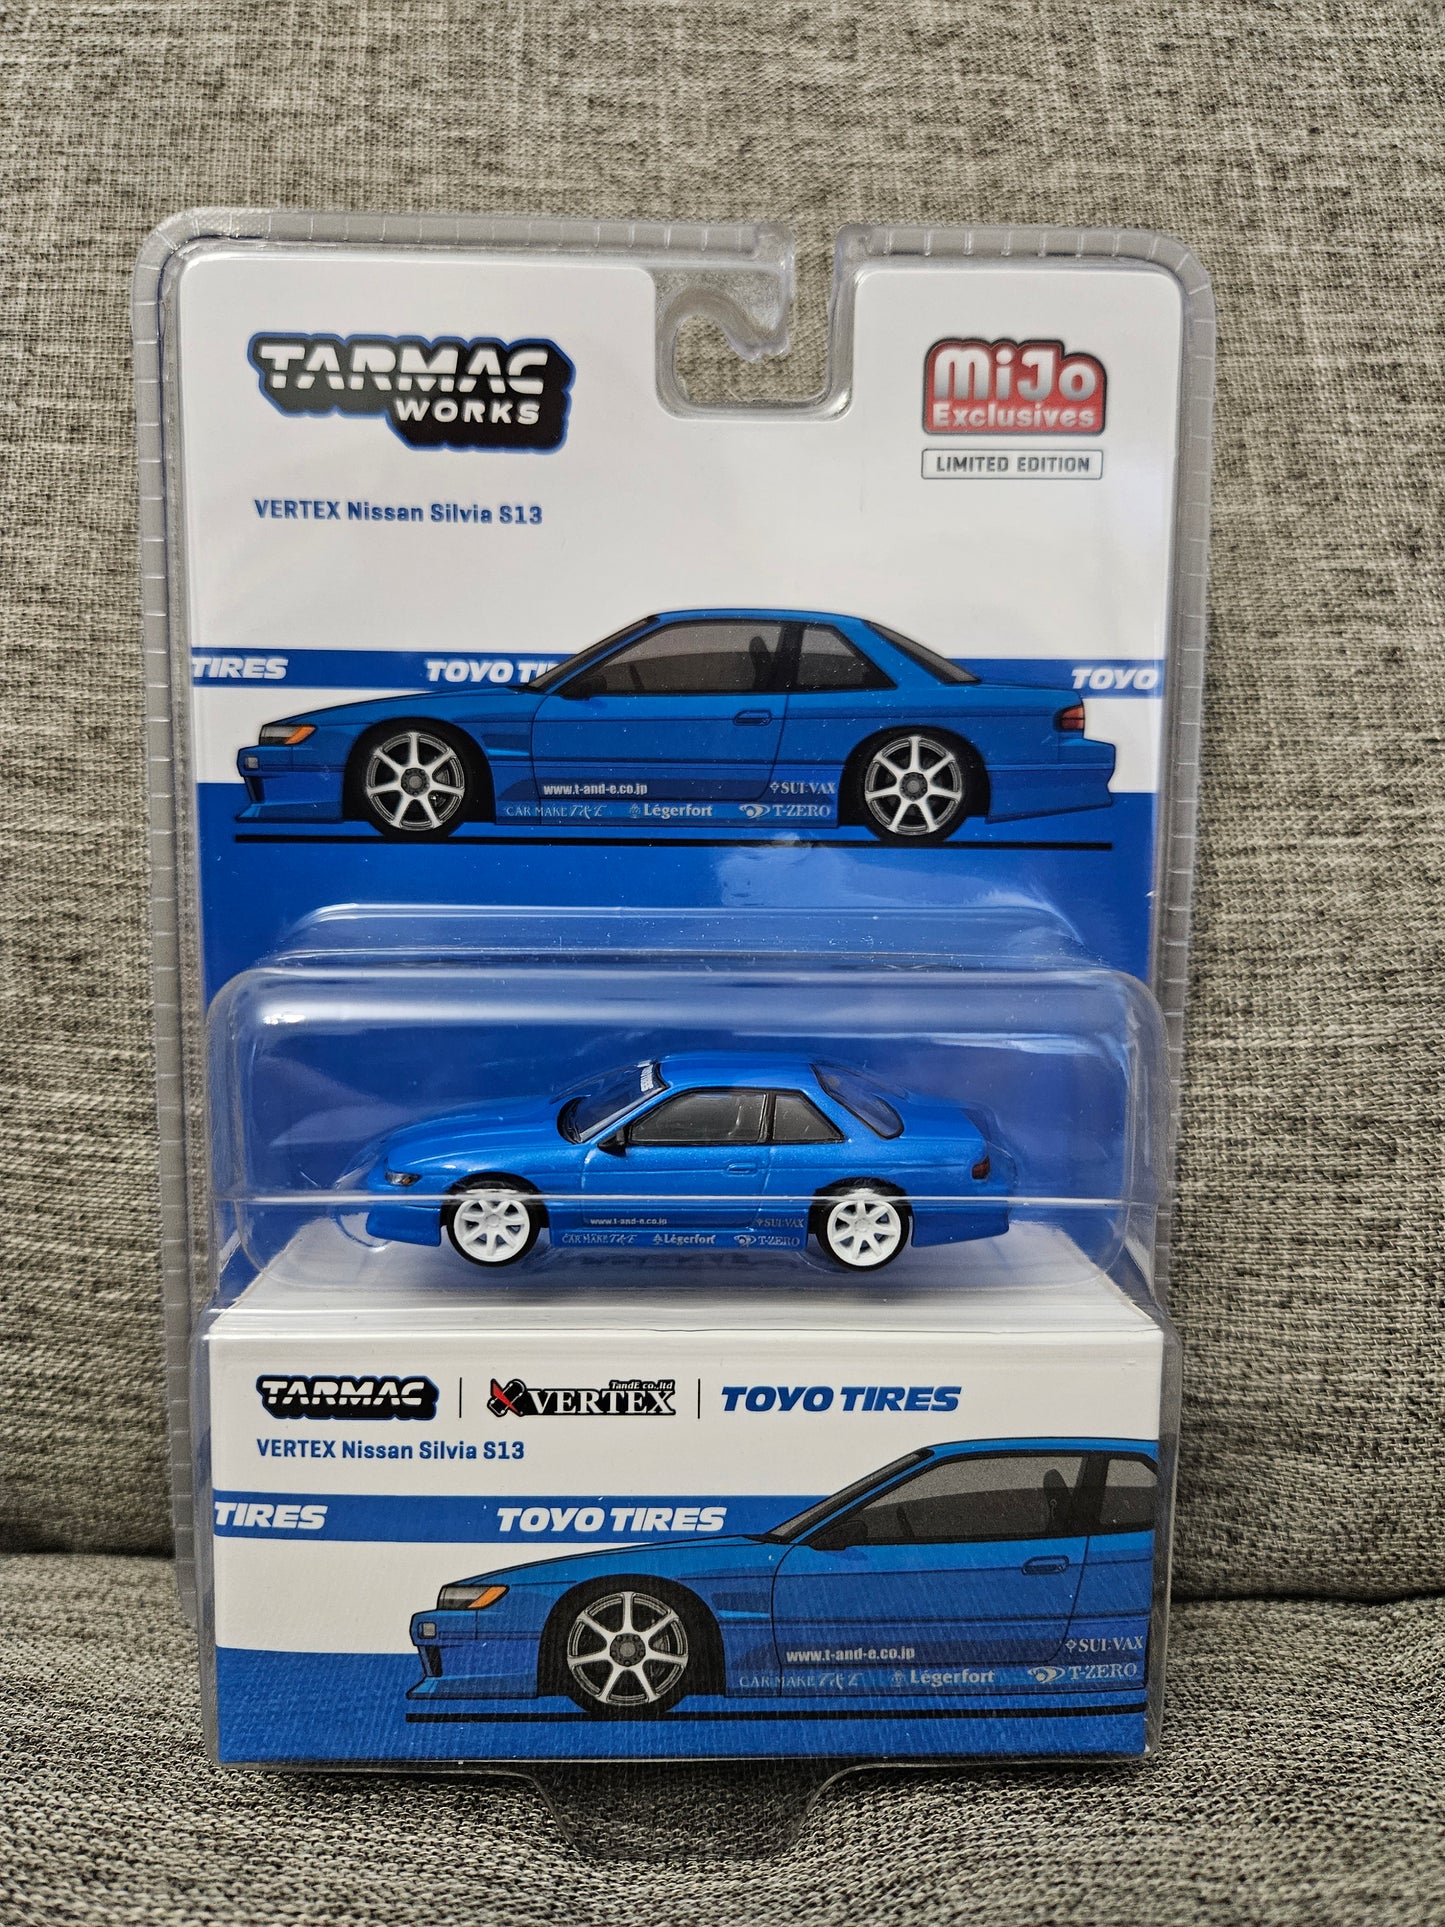 TARMAC
WORKS
MiJo
Exclusives
LIMITED EDITION
VERTEX Nissan Silvia S13
TIRES
TOYO TI
TOYO
www.t-and-e.co.jp
SUI:VAX
CAR MAKE T&E
Légerfort
T-ZERO
www.t-and-e.co.jp
SUI:VAX
CAR MAKE T&E
Légerfort
T-ZERO
TARMAC
TandE co.,ltd
VERTEX
TOYO TIRES
VERTEX Nissan Silvia S13
TIRES
TOYO TIRES
www.t-and-e.co.jp
SUI:VAX
CAR MAKE T&E
Légerfort
T-ZERO